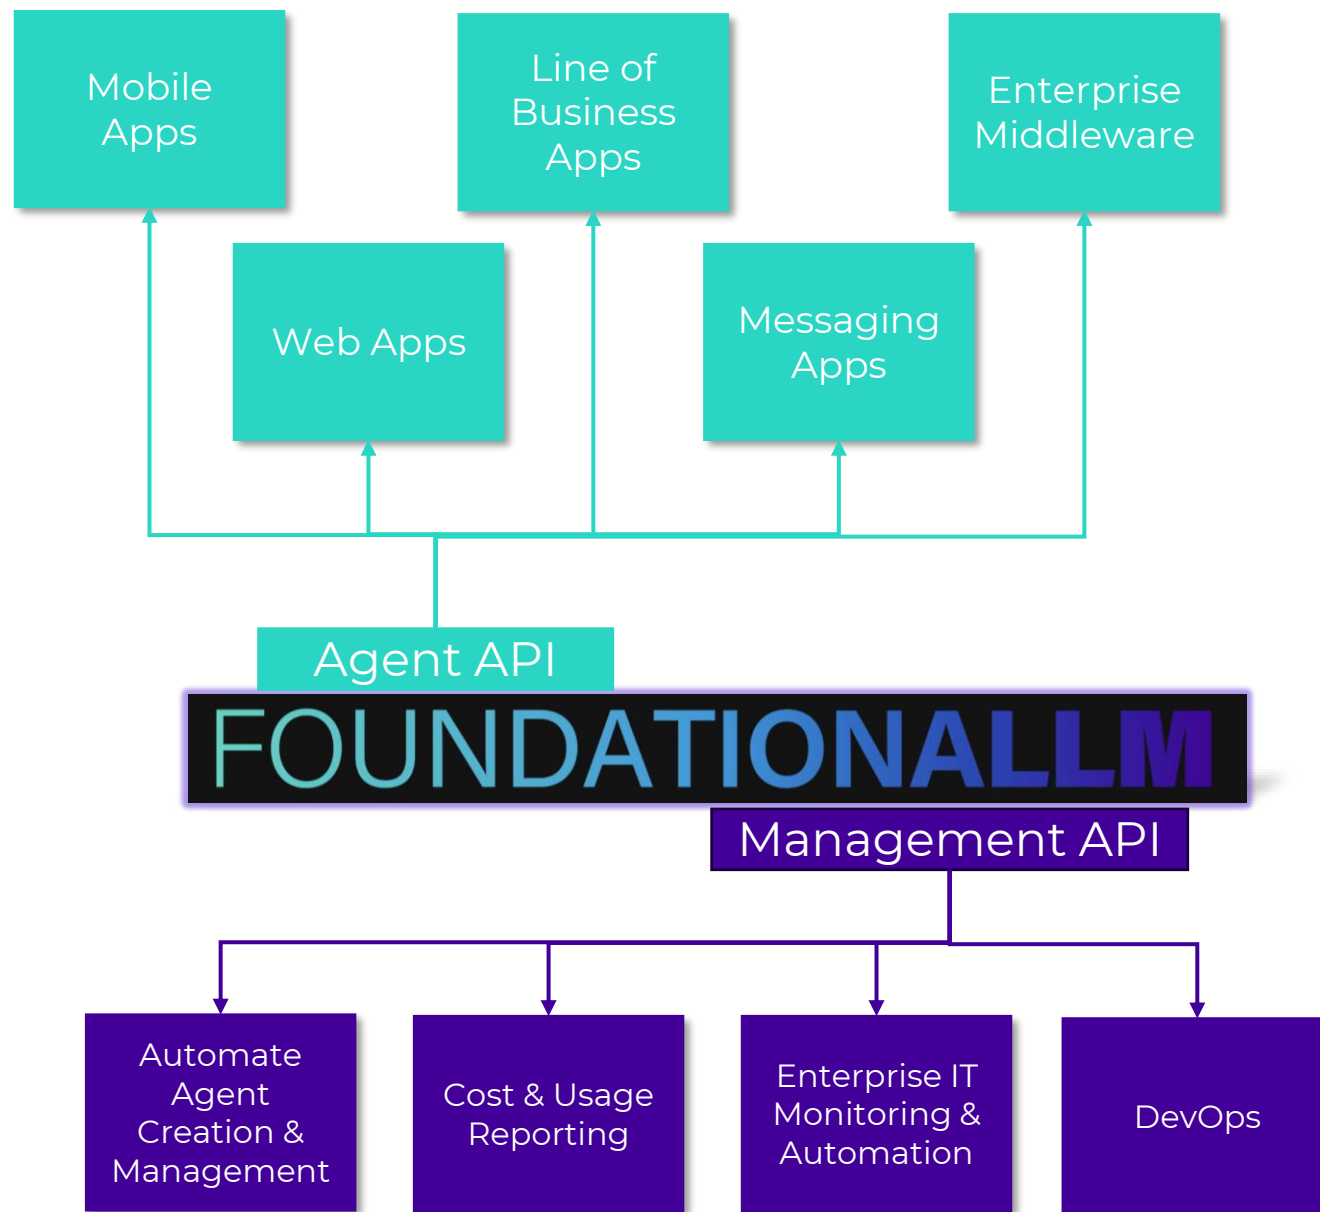 Mobile
Apps
Line of
Business
Apps
Enterprise
Middleware
Web Apps
Messaging
Apps
Agent API
FOUNDATIONALLM
Management API
Automate
Agent
Creation &
Management
Cost & Usage
Reporting
Enterprise IT
Monitoring &
Automation
DevOps